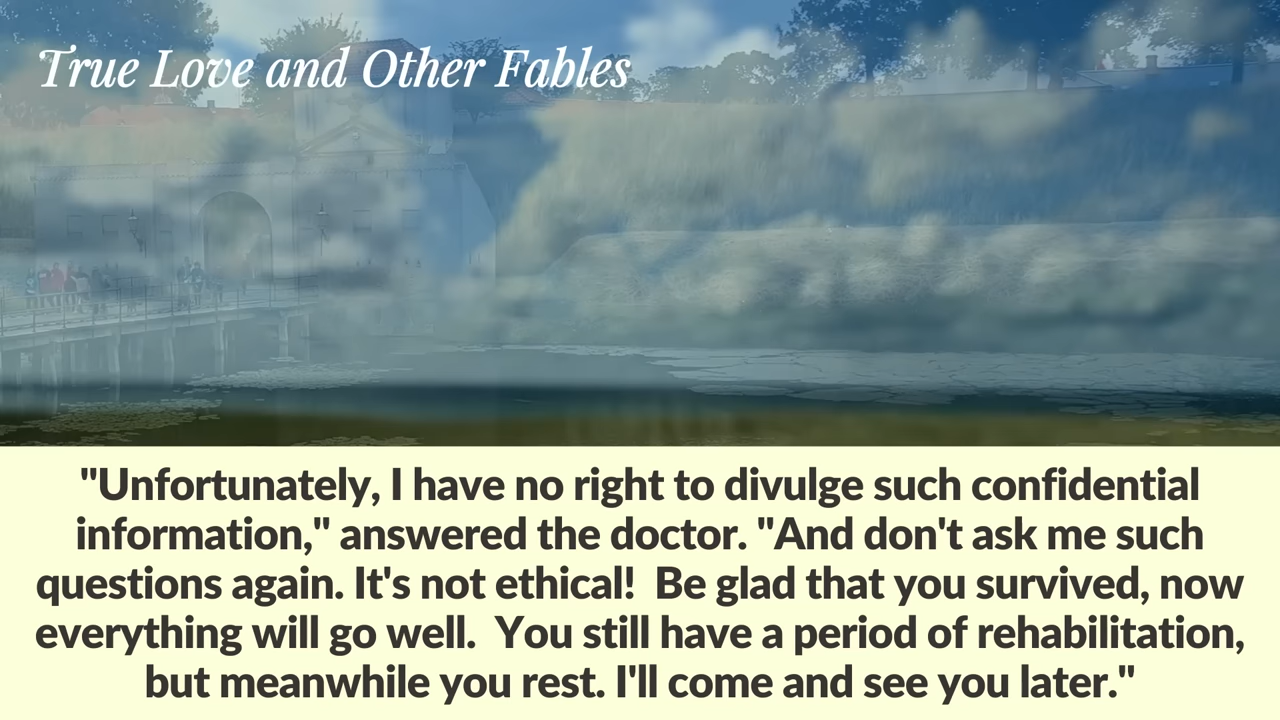 True Love and Other Fables
"Unfortunately, I have no right to divulge such confidential
information," answered the doctor. "And don't ask me such
questions again. It's not ethical!  Be glad that you survived, now
everything will go well.  You still have a period of rehabilitation,
but meanwhile you rest. I'll come and see you later."